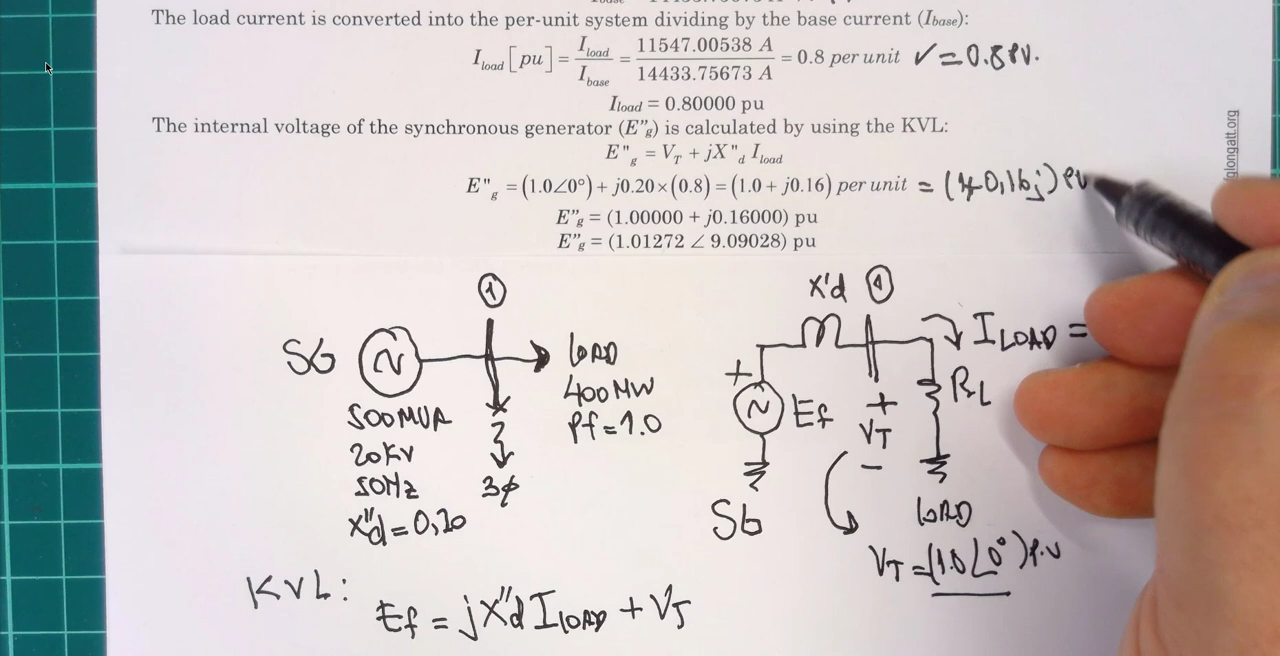 The load current is converted into the per-unit system dividing by the base current (Ibase):
Iload [pu] = Iload / Ibase = 11547.00538 A / 14433.75673 A = 0.8 per unit ✓ = 0.8 P.U.
Iload = 0.80000 pu
The internal voltage of the synchronous generator (E"g) is calculated by using the KVL:
E"g = VT + jX"d Iload
E"g = (1.0∠0°) + j0.20×(0.8) = (1.0 + j0.16) per unit = (1+0,16j) PU
E"g = (1.00000 + j0.16000) pu
E"g = (1.01272 ∠ 9.09028) pu
glongatt.org
1
SG
LOAD
400MW
Pf=1.0
500MVA
20KV
50Hz
X"d = 0,20
3φ
X'd 1
ILOAD =
+
Ef
+
VT
-
RL
SG
LOAD
VT = (1.0∠0°) P.U
KVL:
Ef = jX"d ILOAD + VT